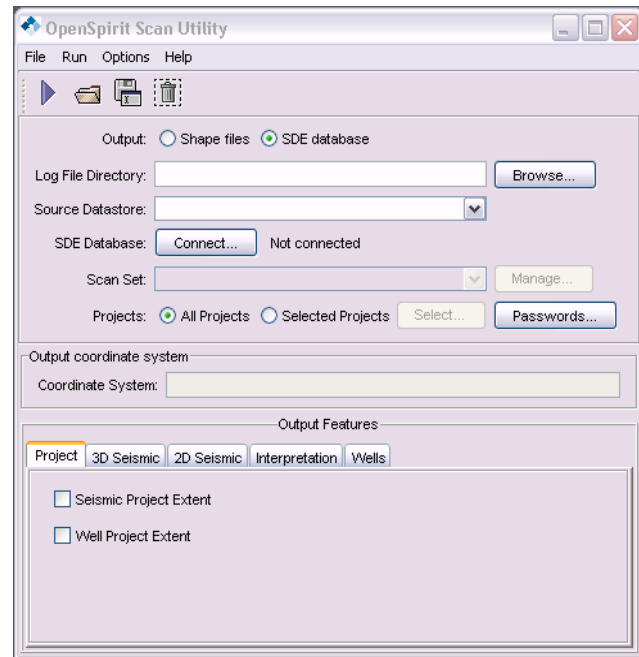 OpenSpirit Scan Utility
File Run Options Help
Output: Shape files SDE database
Log File Directory: Browse...
Source Datastore:
SDE Database: Connect... Not connected
Scan Set: Manage...
Projects: All Projects Selected Projects Select... Passwords...
Output coordinate system
Coordinate System:
Output Features
Project 3D Seismic 2D Seismic Interpretation Wells
Seismic Project Extent
Well Project Extent